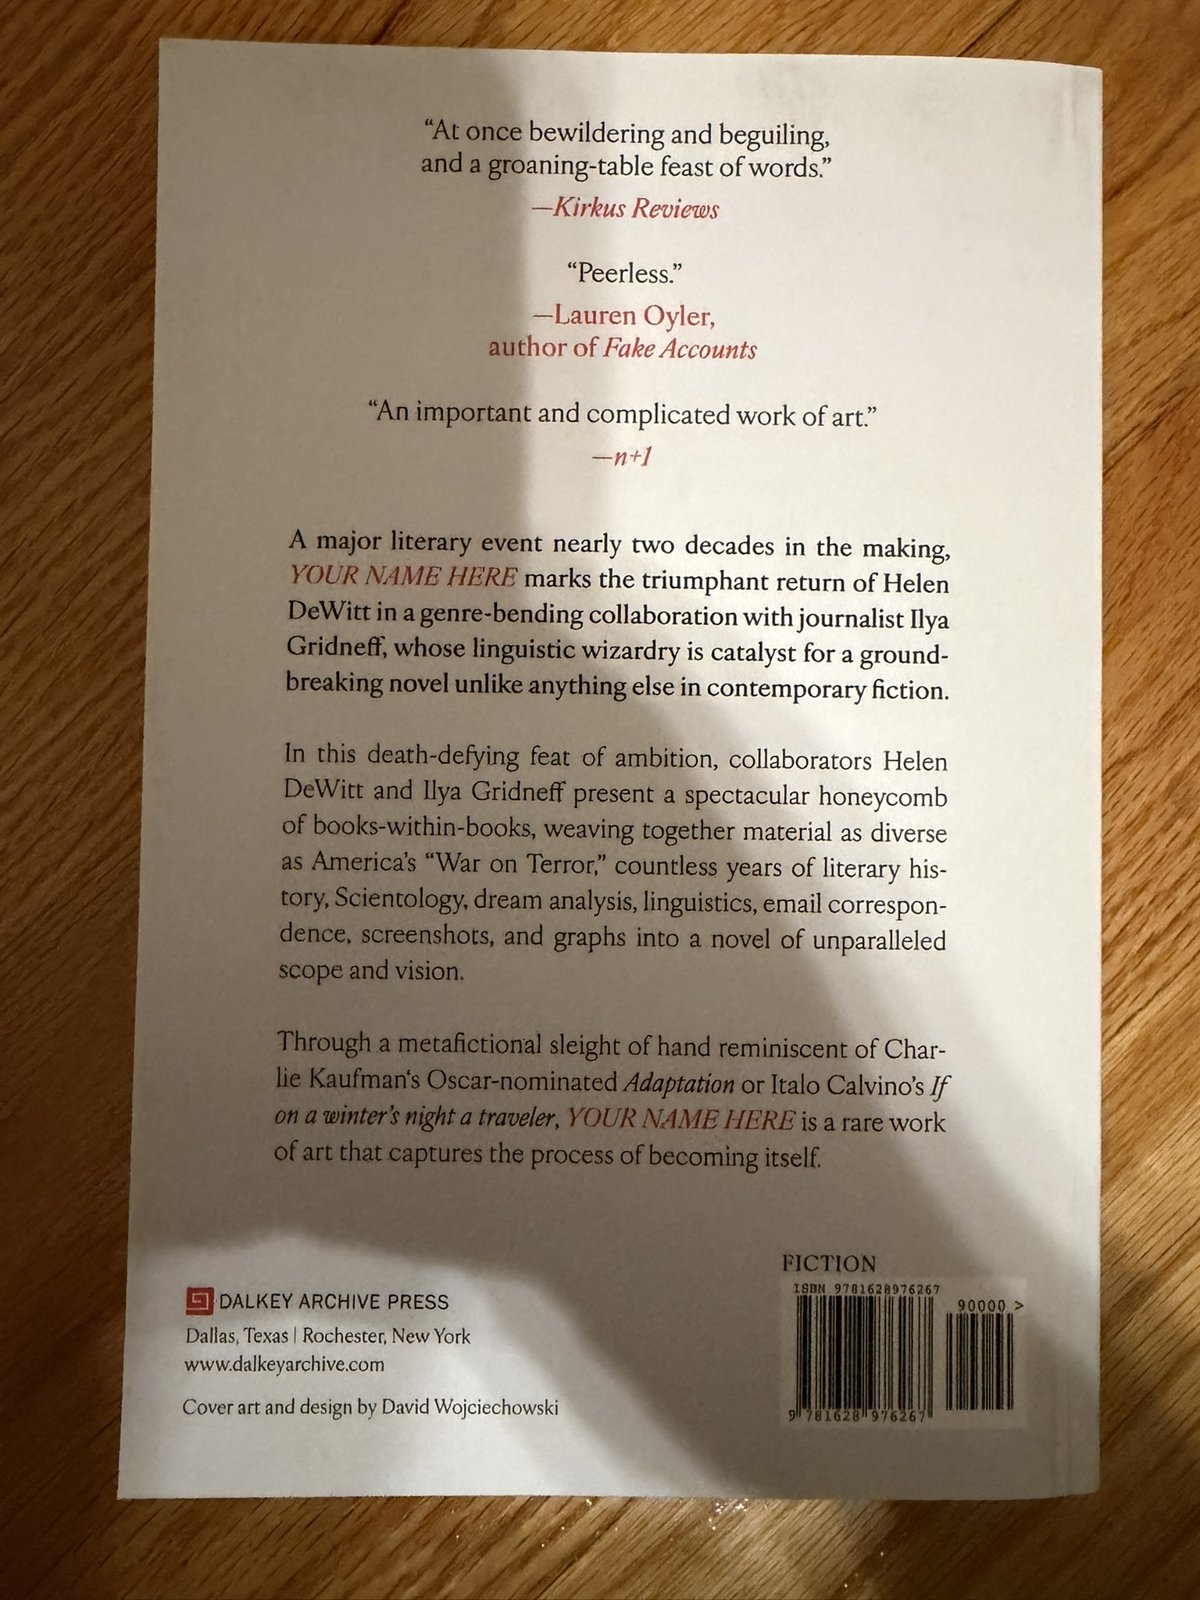 “At once bewildering and beguiling,
and a groaning-table feast of words.”
—Kirkus Reviews
“Peerless.”
—Lauren Oyler,
author of Fake Accounts
“An important and complicated work of art.”
—n+1
A major literary event nearly two decades in the making,
YOUR NAME HERE marks the triumphant return of Helen
DeWitt in a genre-bending collaboration with journalist Ilya
Gridneff, whose linguistic wizardry is catalyst for a ground-
breaking novel unlike anything else in contemporary fiction.
In this death-defying feat of ambition, collaborators Helen
DeWitt and Ilya Gridneff present a spectacular honeycomb
of books-within-books, weaving together material as diverse
as America’s “War on Terror,” countless years of literary his-
tory, Scientology, dream analysis, linguistics, email correspon-
dence, screenshots, and graphs into a novel of unparalleled
scope and vision.
Through a metafictional sleight of hand reminiscent of Char-
lie Kaufman‘s Oscar-nominated Adaptation or Italo Calvino’s If
on a winter’s night a traveler, YOUR NAME HERE is a rare work
of art that captures the process of becoming itself.
DALKEY ARCHIVE PRESS
Dallas, Texas | Rochester, New York
www.dalkeyarchive.com
Cover art and design by David Wojciechowski
FICTION
ISBN 9781628976267
90000 >
9 781628 976267